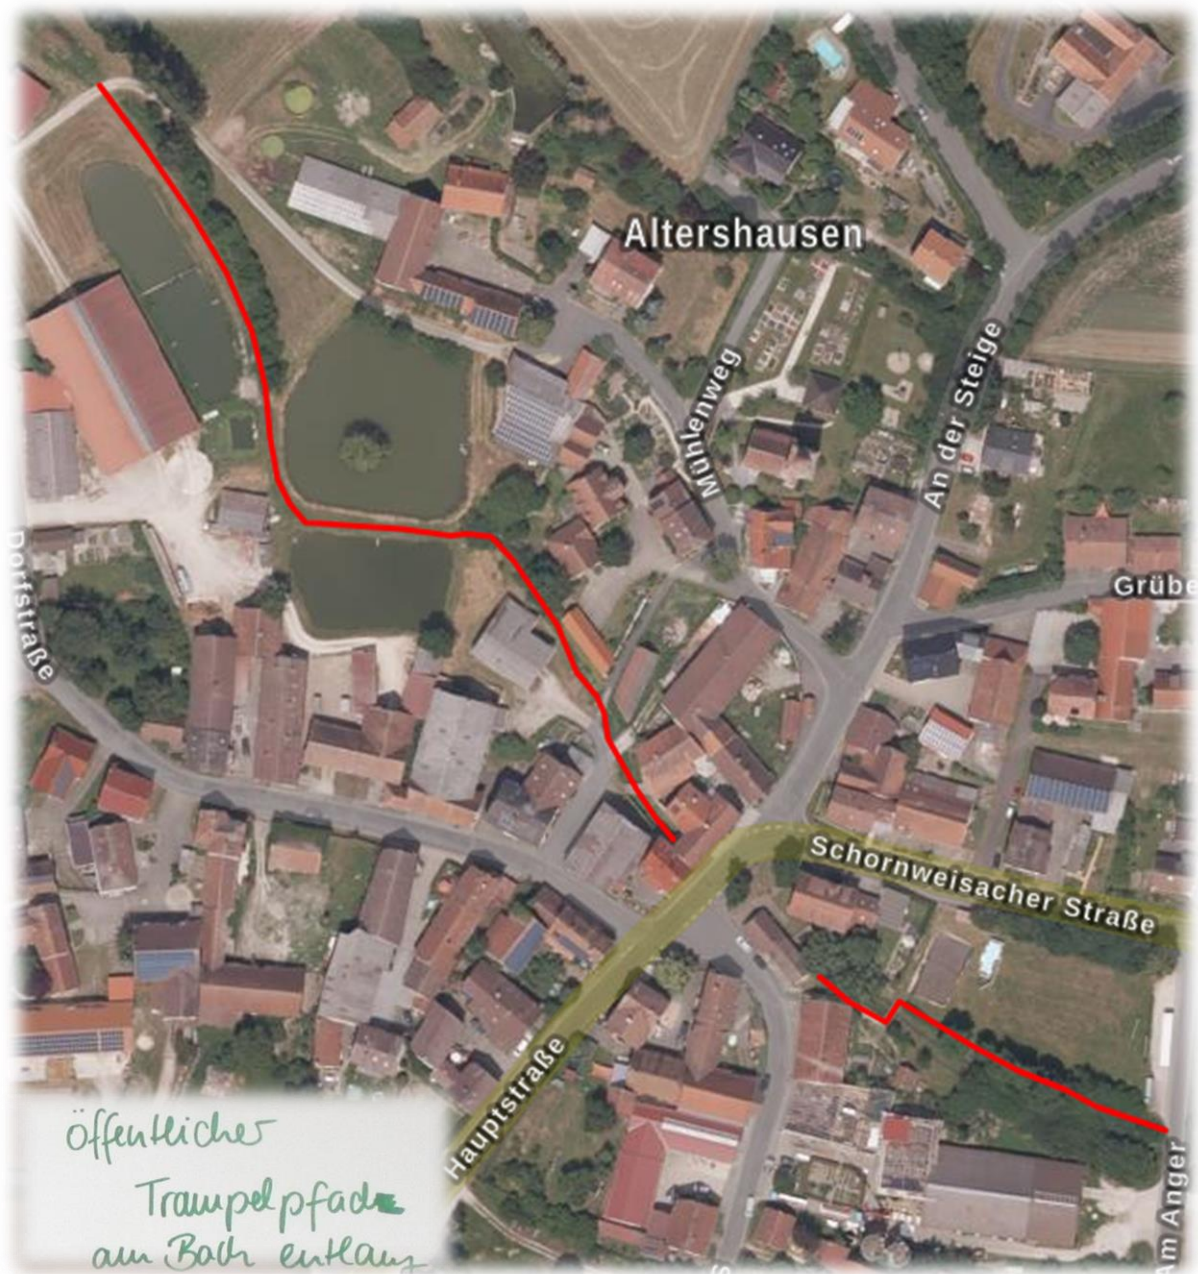 Altershausen
Mühlenweg
An der Steige
Dorfstraße
Grübe
Schornweisacher Straße
Hauptstraße
Am Anger
öffentlicher
Trampelpfad
am Bach entlang